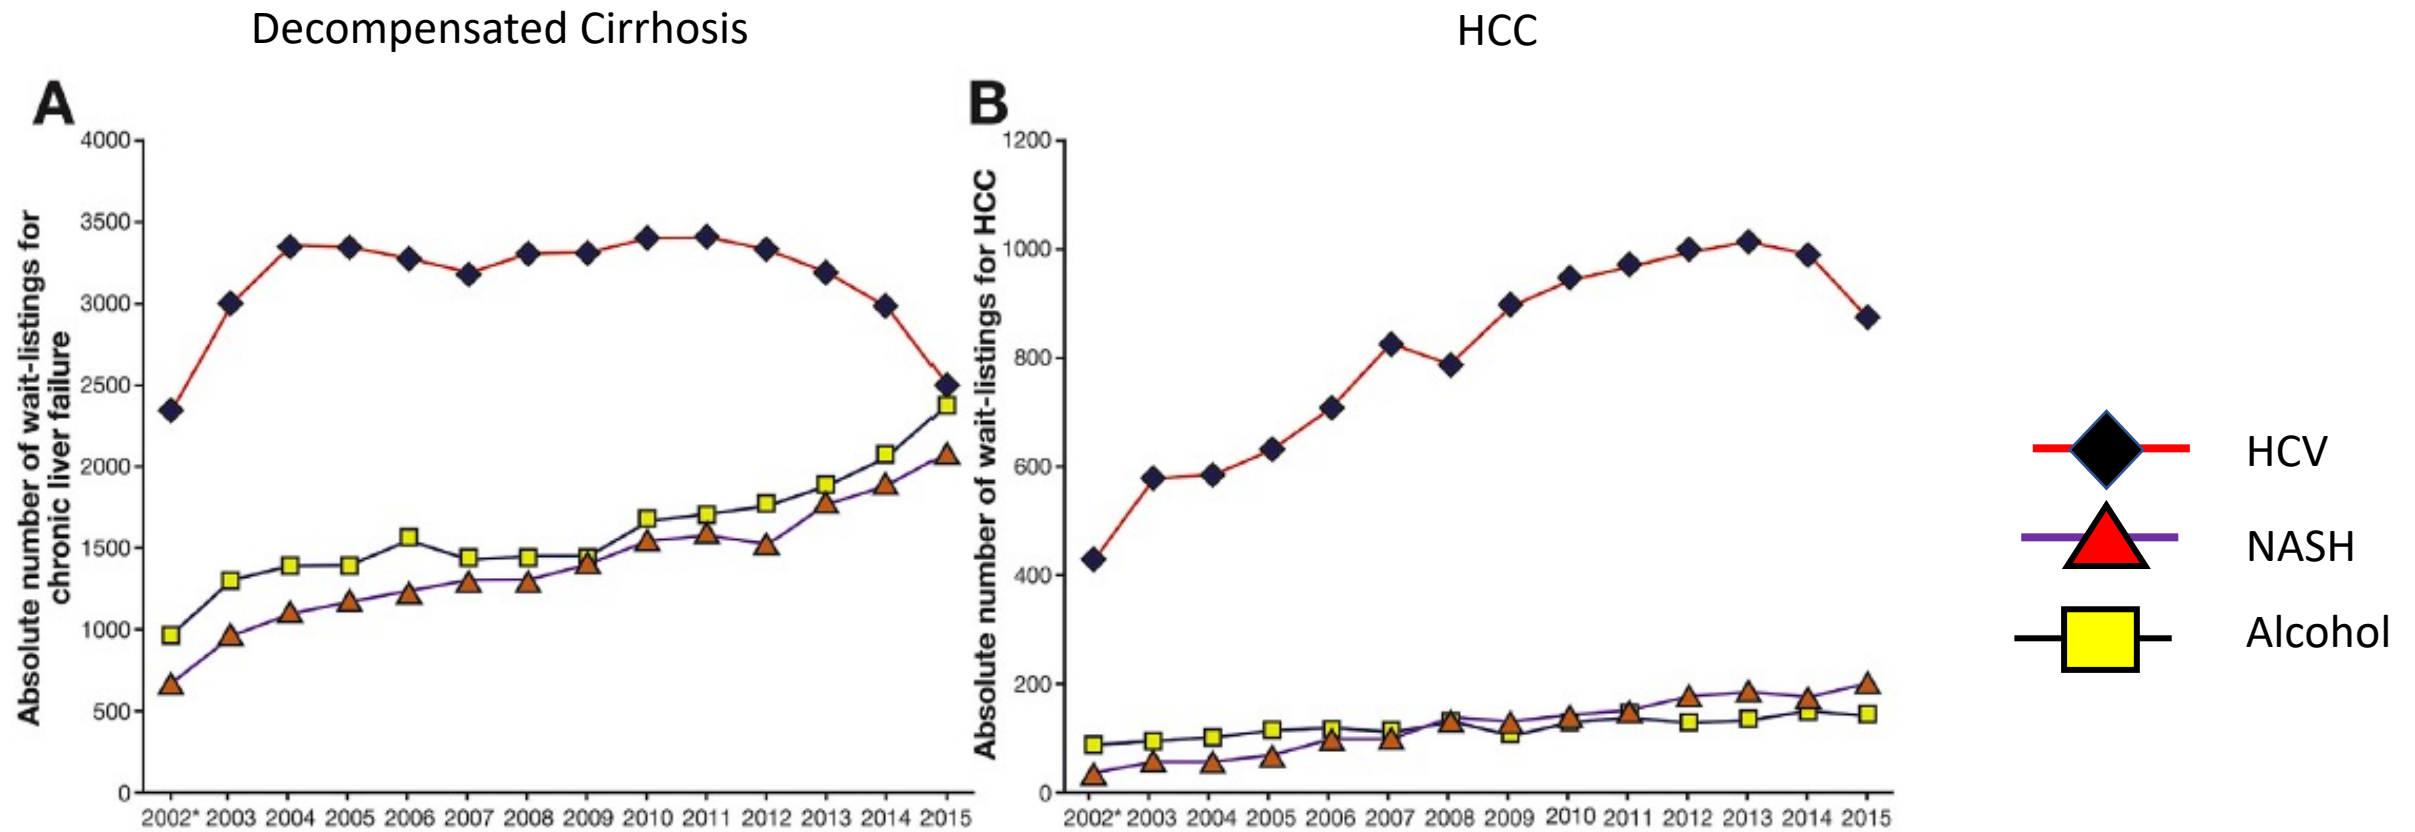 Decompensated Cirrhosis
HCC
A
B
Absolute number of wait-listings for
chronic liver failure
4000
3500
3000
2500
2000
1500
1000
500
0
2002* 2003 2004 2005 2006 2007 2008 2009 2010 2011 2012 2013 2014 2015
Absolute number of wait-listings for HCC
1200
1000
800
600
400
200
0
2002* 2003 2004 2005 2006 2007 2008 2009 2010 2011 2012 2013 2014 2015
HCV
NASH
Alcohol